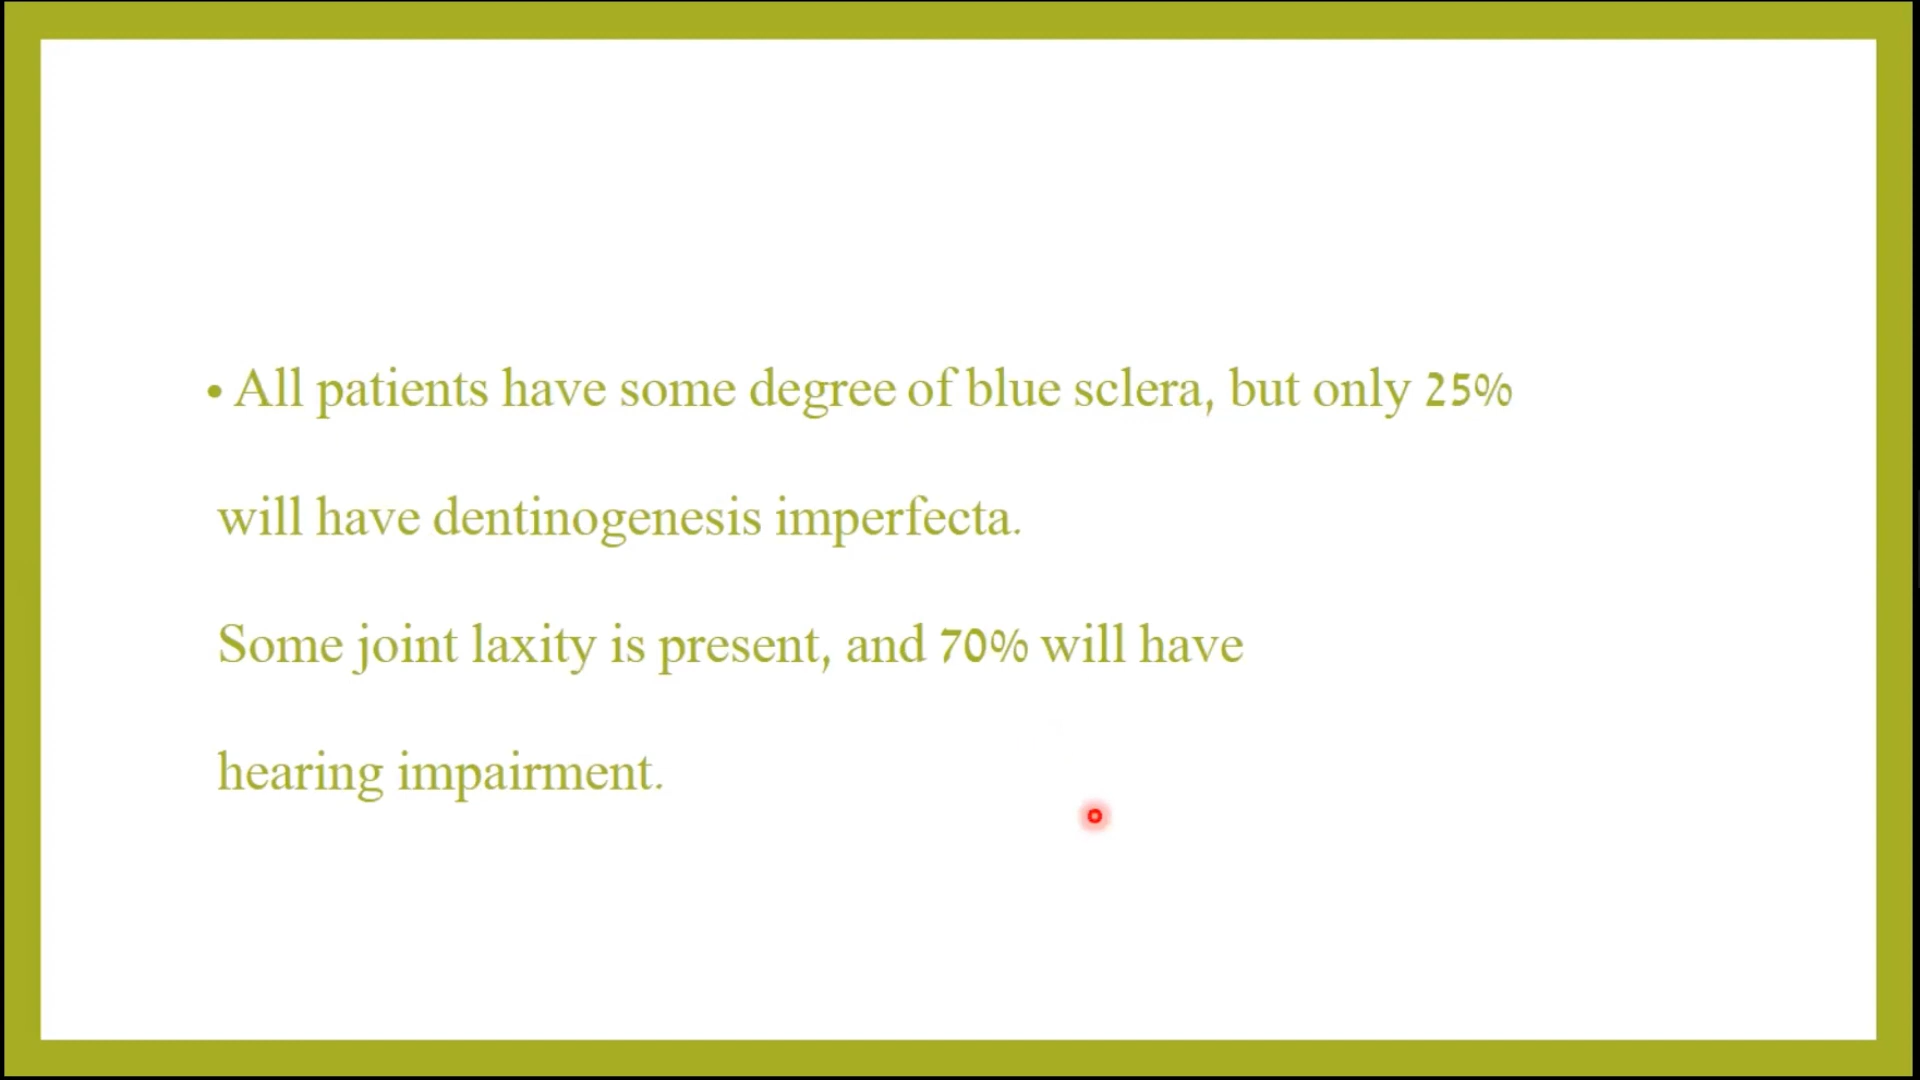 • All patients have some degree of blue sclera, but only 25%
will have dentinogenesis imperfecta.
Some joint laxity is present, and 70% will have
hearing impairment.